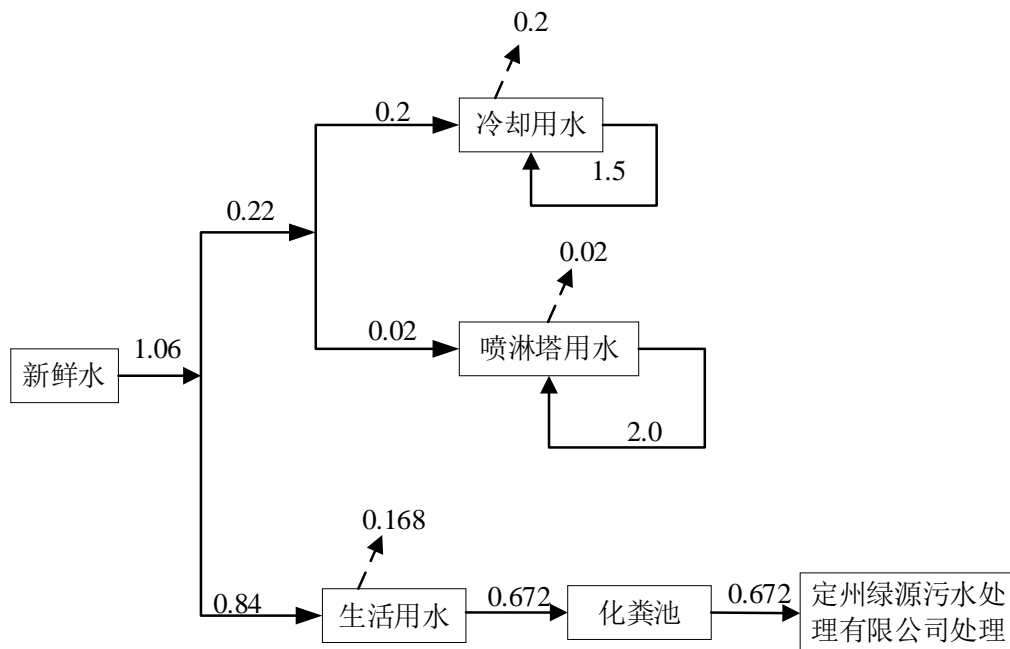 0.2
0.2
冷却用水
1.5
0.22
0.02
0.02
喷淋塔用水
1.06
新鲜水
2.0
0.168
0.84
生活用水
0.672
化粪池
0.672
定州绿源污水处
理有限公司处理